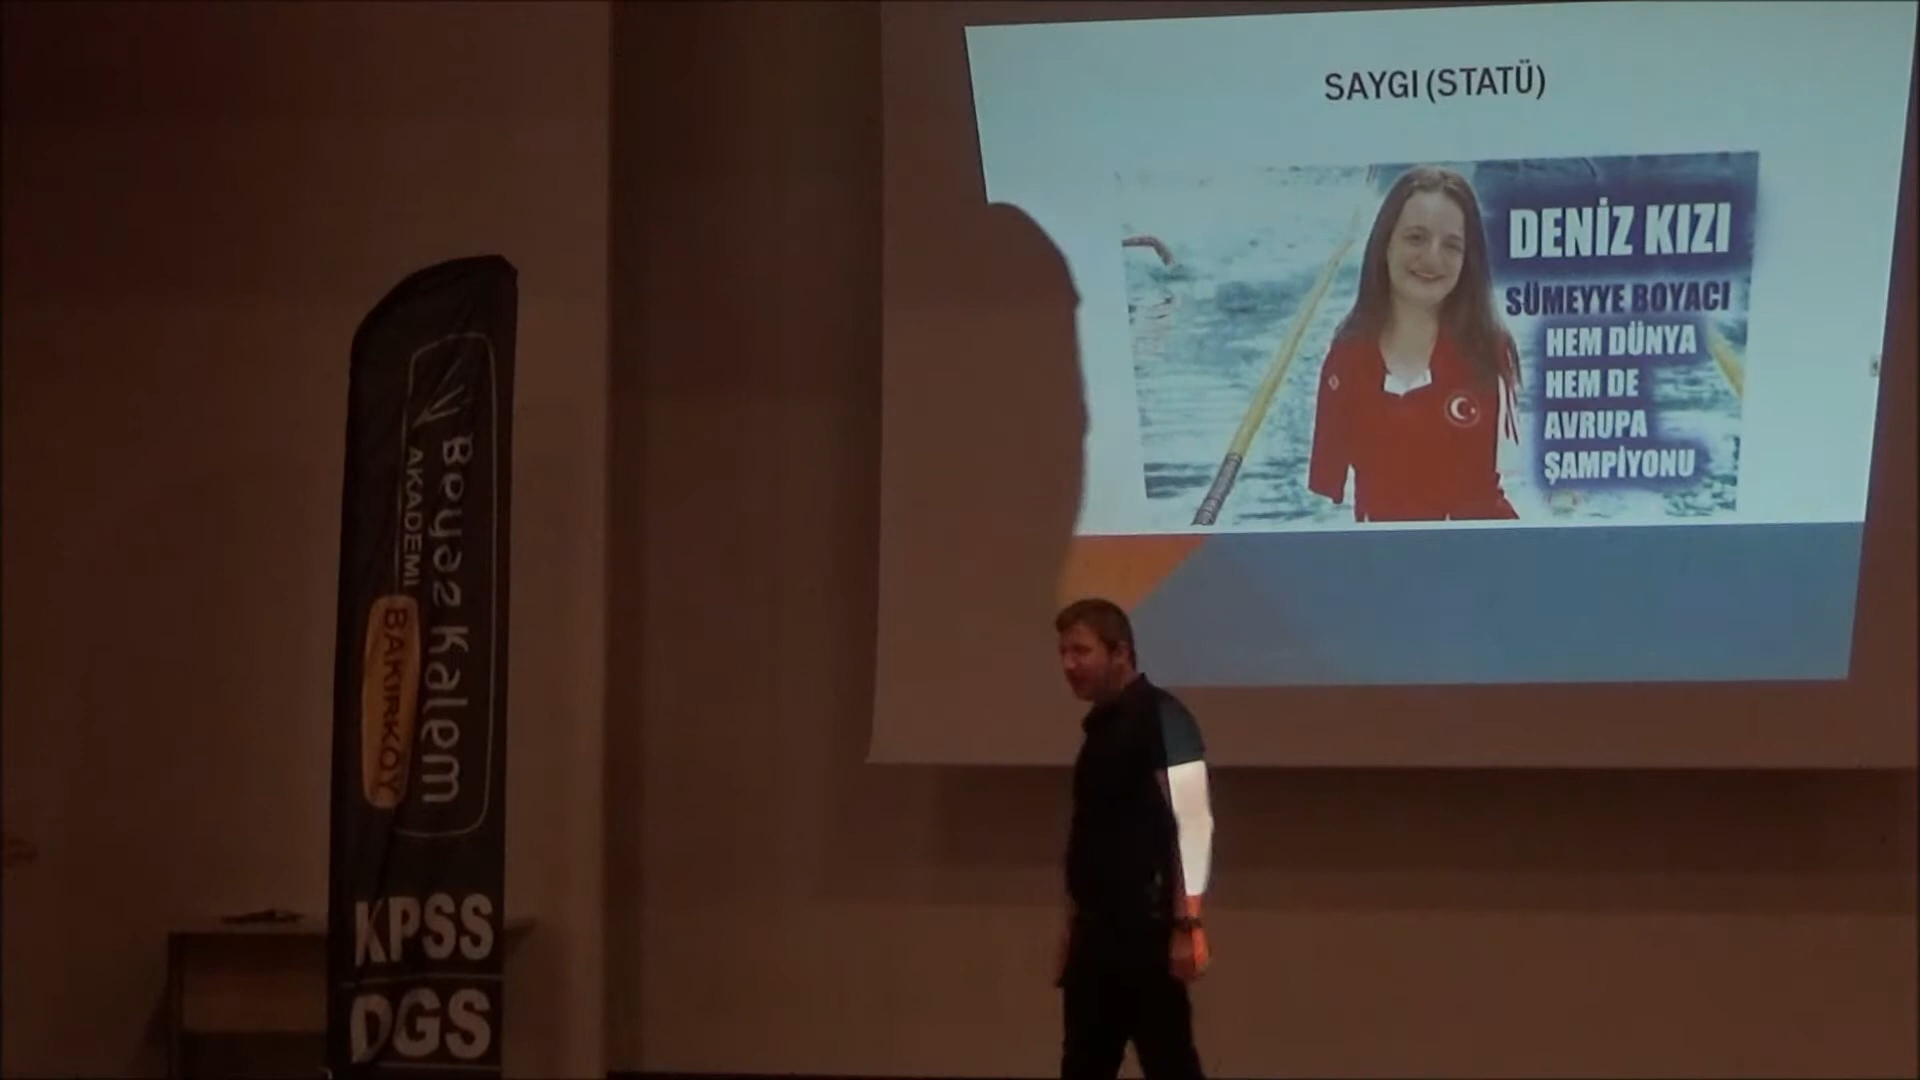 SAYGI (STATÜ)
DENİZ KIZI
SÜMEYYE BOYACI
HEM DÜNYA
HEM DE
AVRUPA
ŞAMPİYONU
Beyaz Kalem
AKADEMİ
BAKIRKÖY
KPSS
DGS